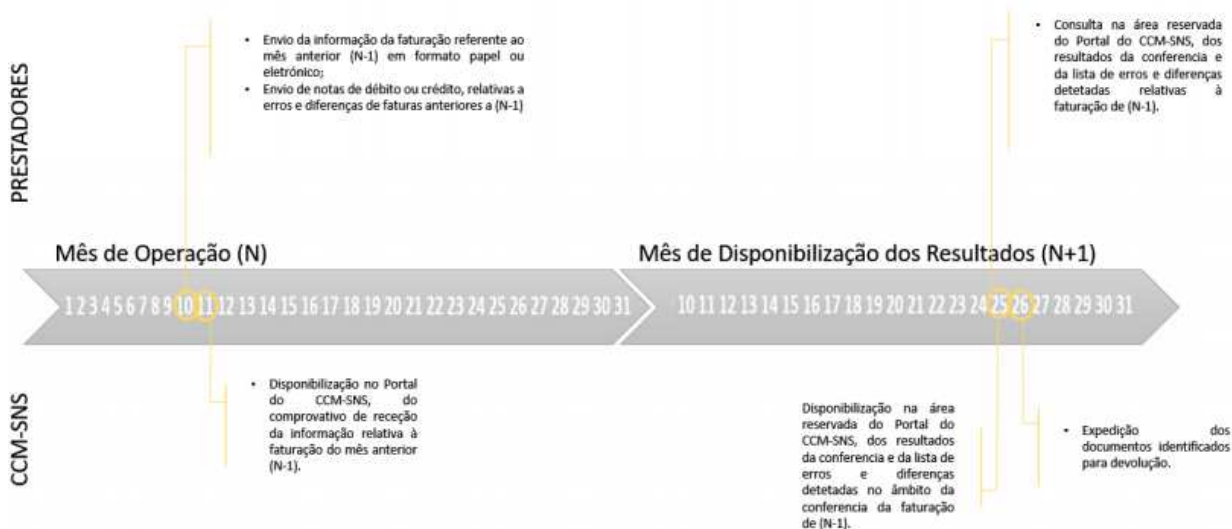 PRESTADORES
• Envio da informação da faturação referente ao
mês anterior (N-1) em formato papel ou
eletrónico;
• Envio de notas de débito ou crédito, relativas a
erros e diferenças de faturas anteriores a (N-1)
• Consulta na área reservada
do Portal do CCM-SNS, dos
resultados da conferencia e
da lista de erros e diferenças
detetadas relativas à
faturação de (N-1).
Mês de Operação (N)
Mês de Disponibilização dos Resultados (N+1)
1 2 3 4 5 6 7 8 9 10 11 12 13 14 15 16 17 18 19 20 21 22 23 24 25 26 27 28 29 30 31
10 11 12 13 14 15 16 17 18 19 20 21 22 23 24 25 26 27 28 29 30 31
CCM-SNS
• Disponibilização no Portal
do CCM-SNS, do
comprovativo de receção
da informação relativa à
faturação do mês anterior
(N-1).
Disponibilização na área
reservada do Portal do
CCM-SNS, dos resultados
da conferencia e da lista de
erros e diferenças
detetadas no âmbito da
conferencia da faturação
de (N-1).
• Expedição dos
documentos identificados
para devolução.